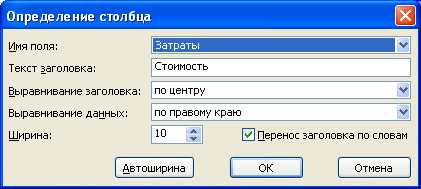 Определение столбца
Имя поля: Затраты
Текст заголовка: Стоимость
Выравнивание заголовка: по центру
Выравнивание данных: по правому краю
Ширина: 10 Перенос заголовка по словам
Автоширина ОК Отмена